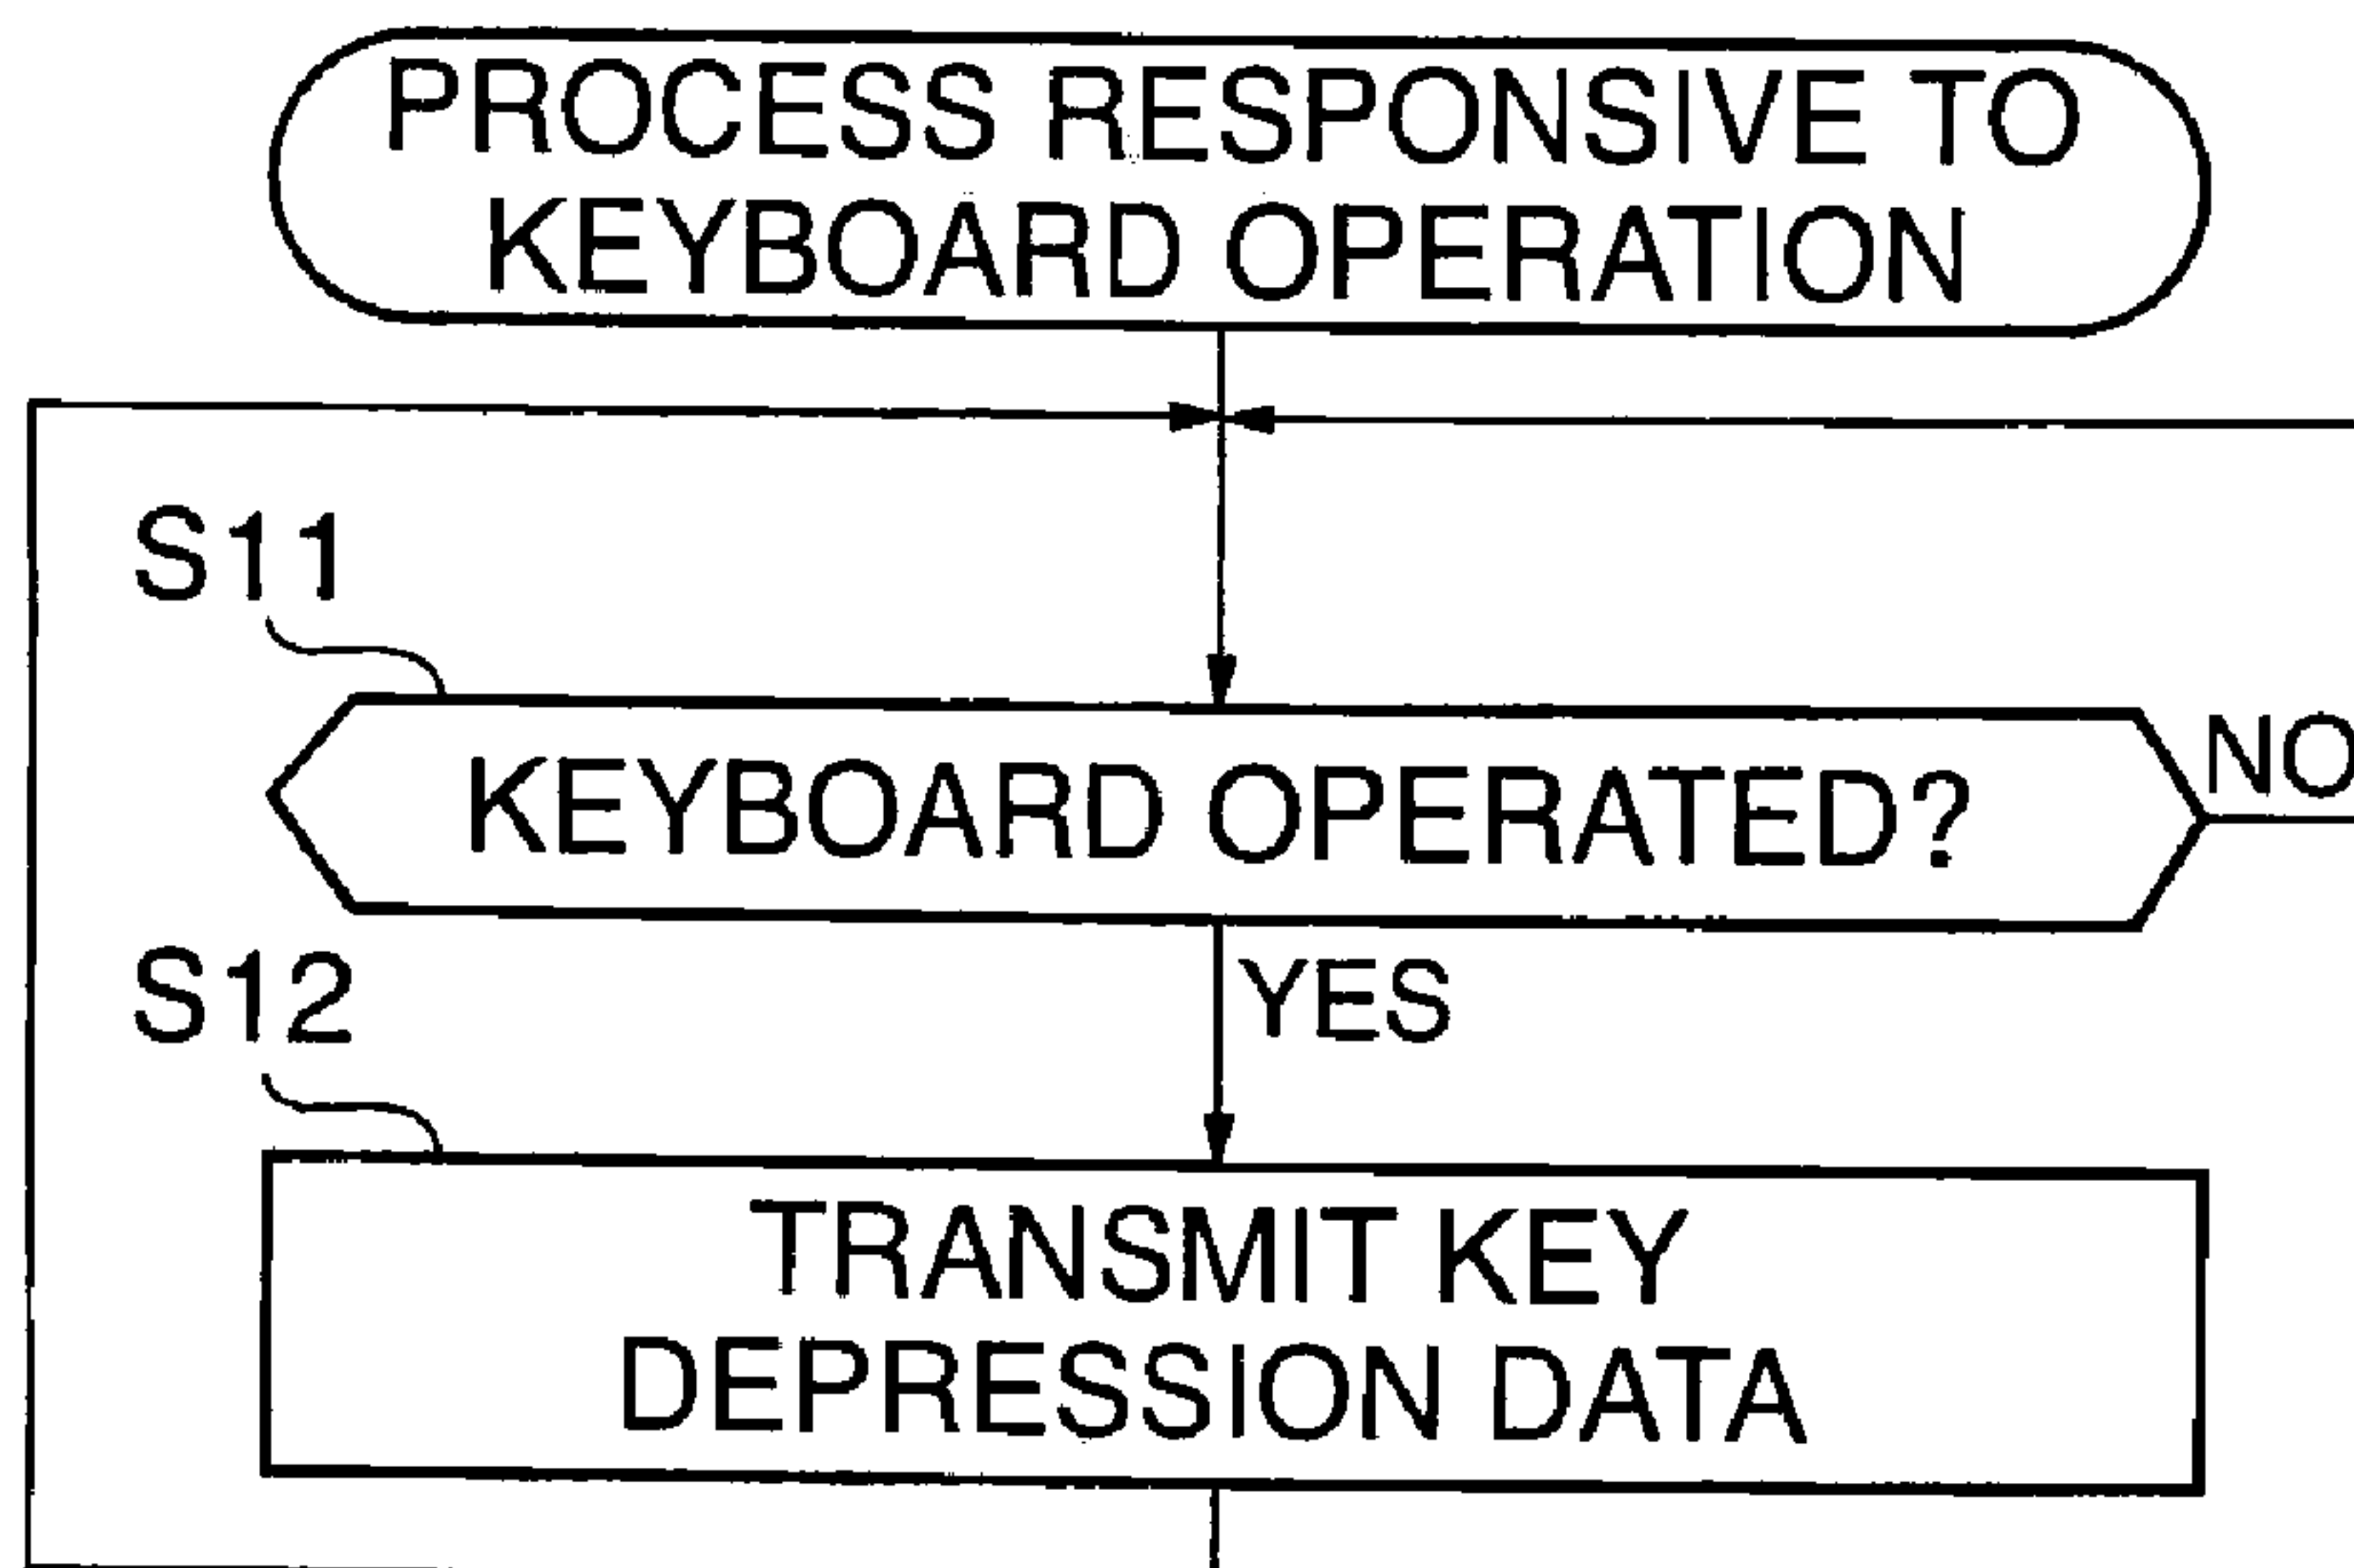 PROCESS RESPONSIVE TO
KEYBOARD OPERATION
S11
KEYBOARD OPERATED?
NO
S12
YES
TRANSMIT KEY
DEPRESSION DATA